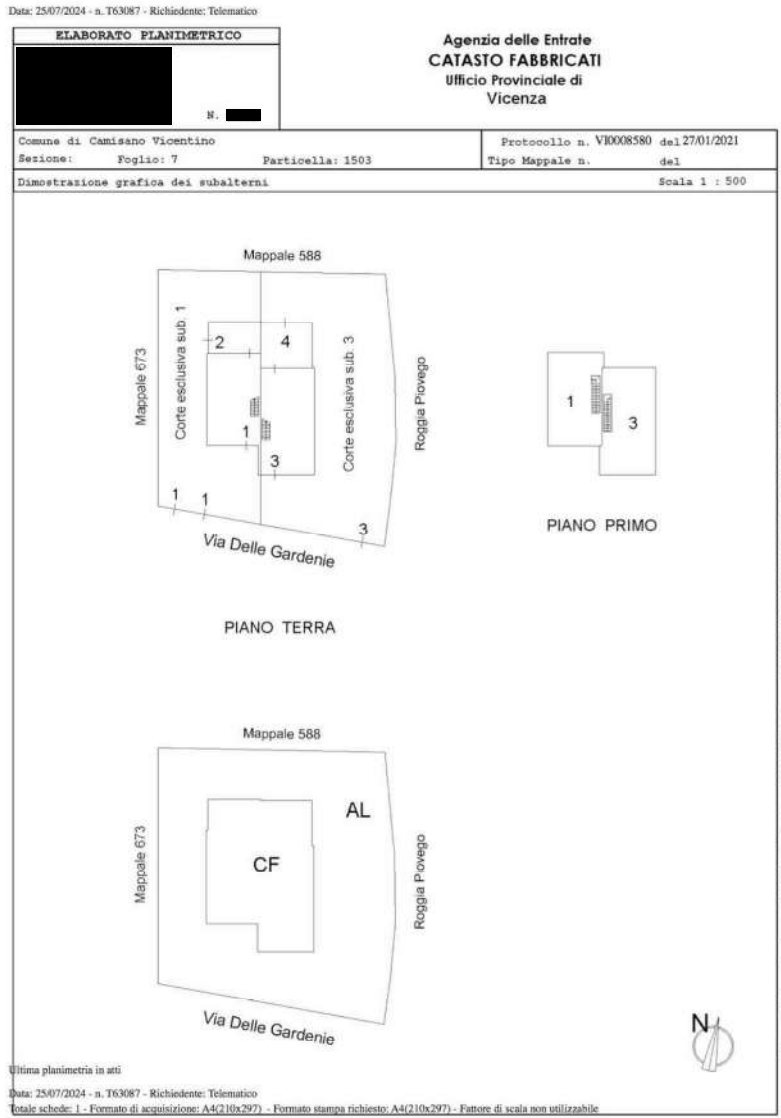 Data: 25/07/2024 - n. T63087 - Richiedente: Telematico
ELABORATO PLANIMETRICO
N.
Agenzia delle Entrate
CATASTO FABBRICATI
Ufficio Provinciale di
Vicenza
Comune di Camisano Vicentino
Sezione: Foglio: 7 Particella: 1503
Protocollo n. VI0008580 del 27/01/2021
Tipo Mappale n. del
Dimostrazione grafica dei subalterni Scala 1 : 500
Mappale 588
Mappale 673
Corte esclusiva sub. 1
2
4
Corte esclusiva sub. 3
Roggia Piovego
1
3
1
1
3
Via Delle Gardenie
PIANO TERRA
1
3
PIANO PRIMO
Mappale 588
Mappale 673
AL
CF
Roggia Piovego
Via Delle Gardenie
N
Ultima planimetria in atti
Data: 25/07/2024 - n. T63087 - Richiedente: Telematico
Totale schede: 1 - Formato di acquisizione: A4(210x297) - Formato stampa richiesto: A4(210x297) - Fattore di scala non utilizzabile